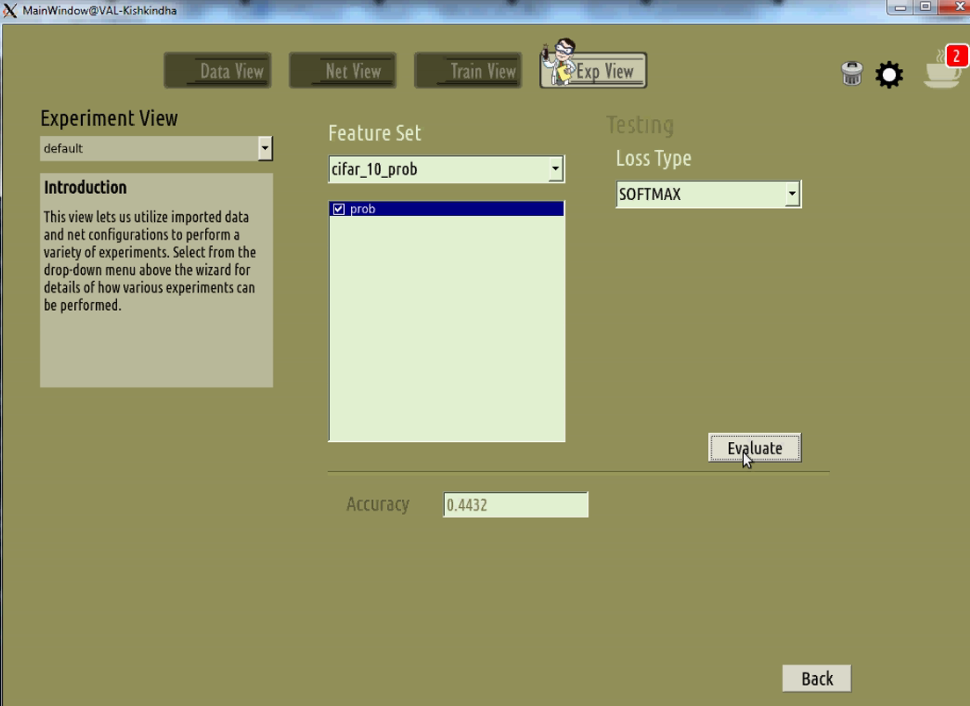 MainWindow@VAL-Kishkindha
Data View
Net View
Train View
Exp View
2
Experiment View
default
Introduction
This view lets us utilize imported data
and net configurations to perform a
variety of experiments. Select from the
drop-down menu above the wizard for
details of how various experiments can
be performed.
Feature Set
cifar_10_prob
prob
Testing
Loss Type
SOFTMAX
Evaluate
Accuracy
0.4432
Back